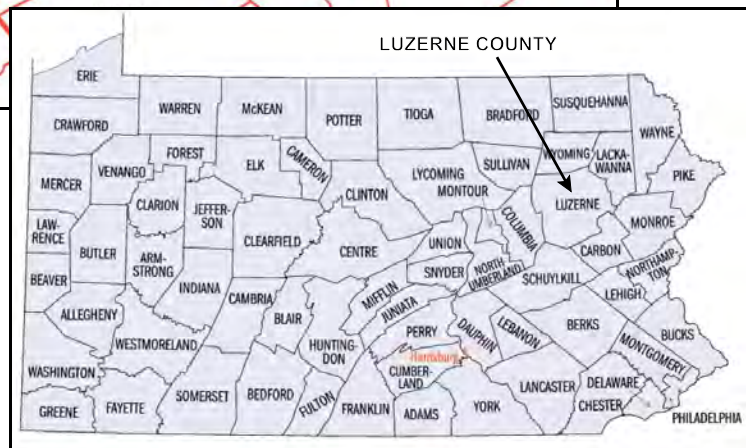 LUZERNE COUNTY
ERIE
CRAWFORD
WARREN
McKEAN
POTTER
TIOGA
BRADFORD
SUSQUEHANNA
WAYNE
WYOMING
LACKA-
WANNA
PIKE
MERCER
VENANGO
FOREST
ELK
CAMERON
CLINTON
LYCOMING
MONTOUR
SULLIVAN
COLUMBIA
LUZERNE
MONROE
LAW-
RENCE
BUTLER
CLARION
JEFFER-
SON
CLEARFIELD
CENTRE
UNION
SNYDER
NORTH
UMBERLAND
SCHUYLKILL
CARBON
NORTHAMP
TON
LEHIGH
BEAVER
ARM-
STRONG
INDIANA
CAMBRIA
BLAIR
HUNTING-
DON
MIFFLIN
JUNIATA
PERRY
DAUPHIN
LEBANON
BERKS
BUCKS
MONTGOMERY
ALLEGHENY
WESTMORELAND
Harrisburg
CUMBER-
LAND
WASHINGTON
GREENE
FAYETTE
SOMERSET
BEDFORD
FULTON
FRANKLIN
ADAMS
YORK
LANCASTER
DELAWARE
CHESTER
PHILADELPHIA